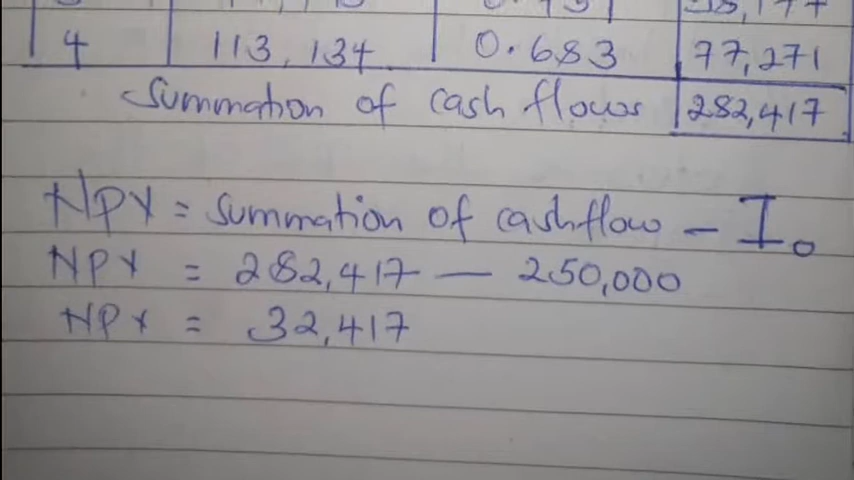 4 113,134 0.683 77,271
Summation of cash flows 282,417
NPV = Summation of cashflow - I₀
NPV = 282,417 - 250,000
NPV = 32,417